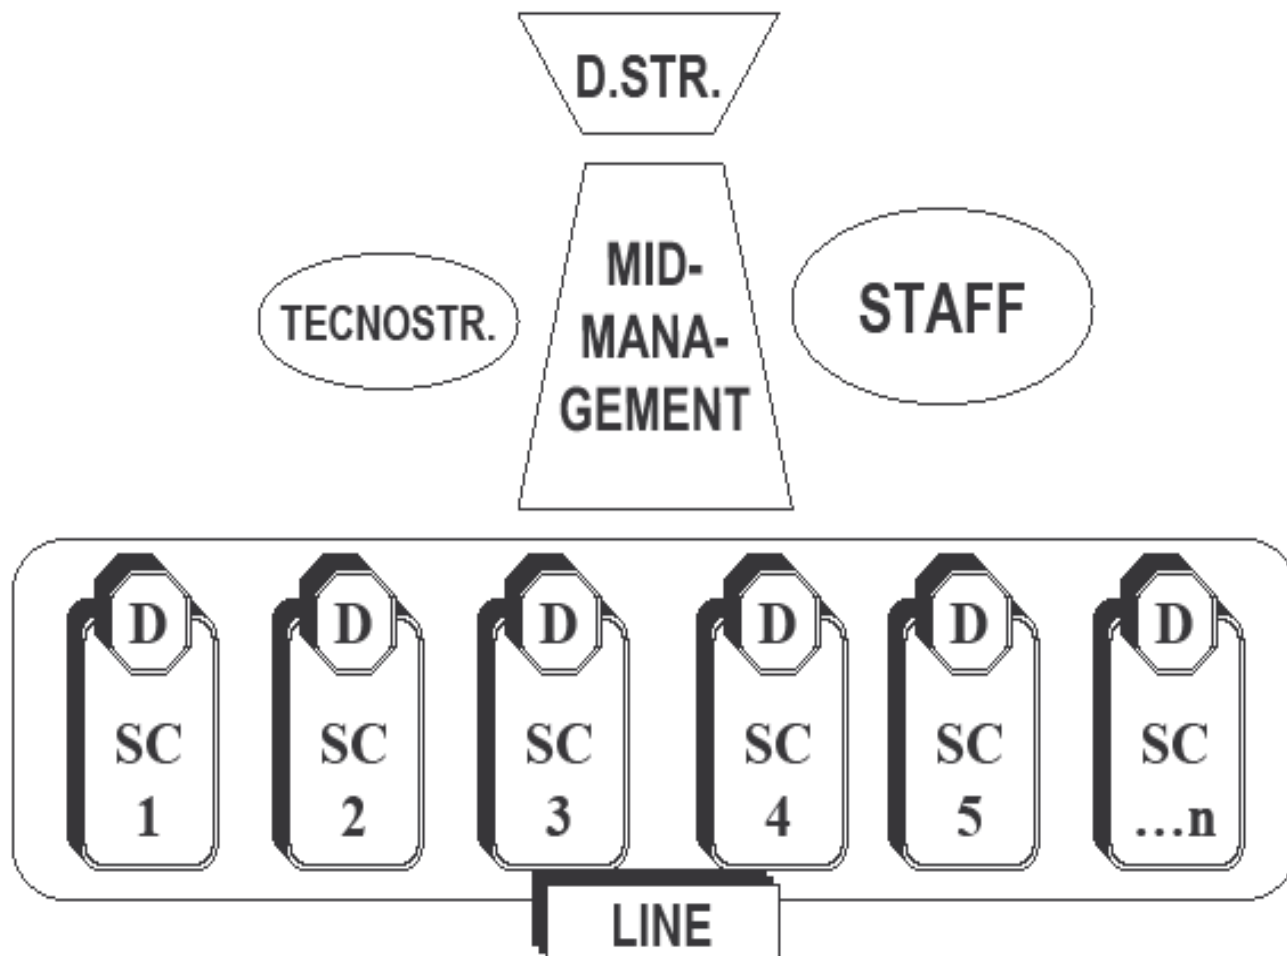 D.STR.
MID-
MANA-
GEMENT
TECNOSTR.
STAFF
D
D
D
D
D
D
SC
1
SC
2
SC
3
SC
4
SC
5
SC
...n
LINE